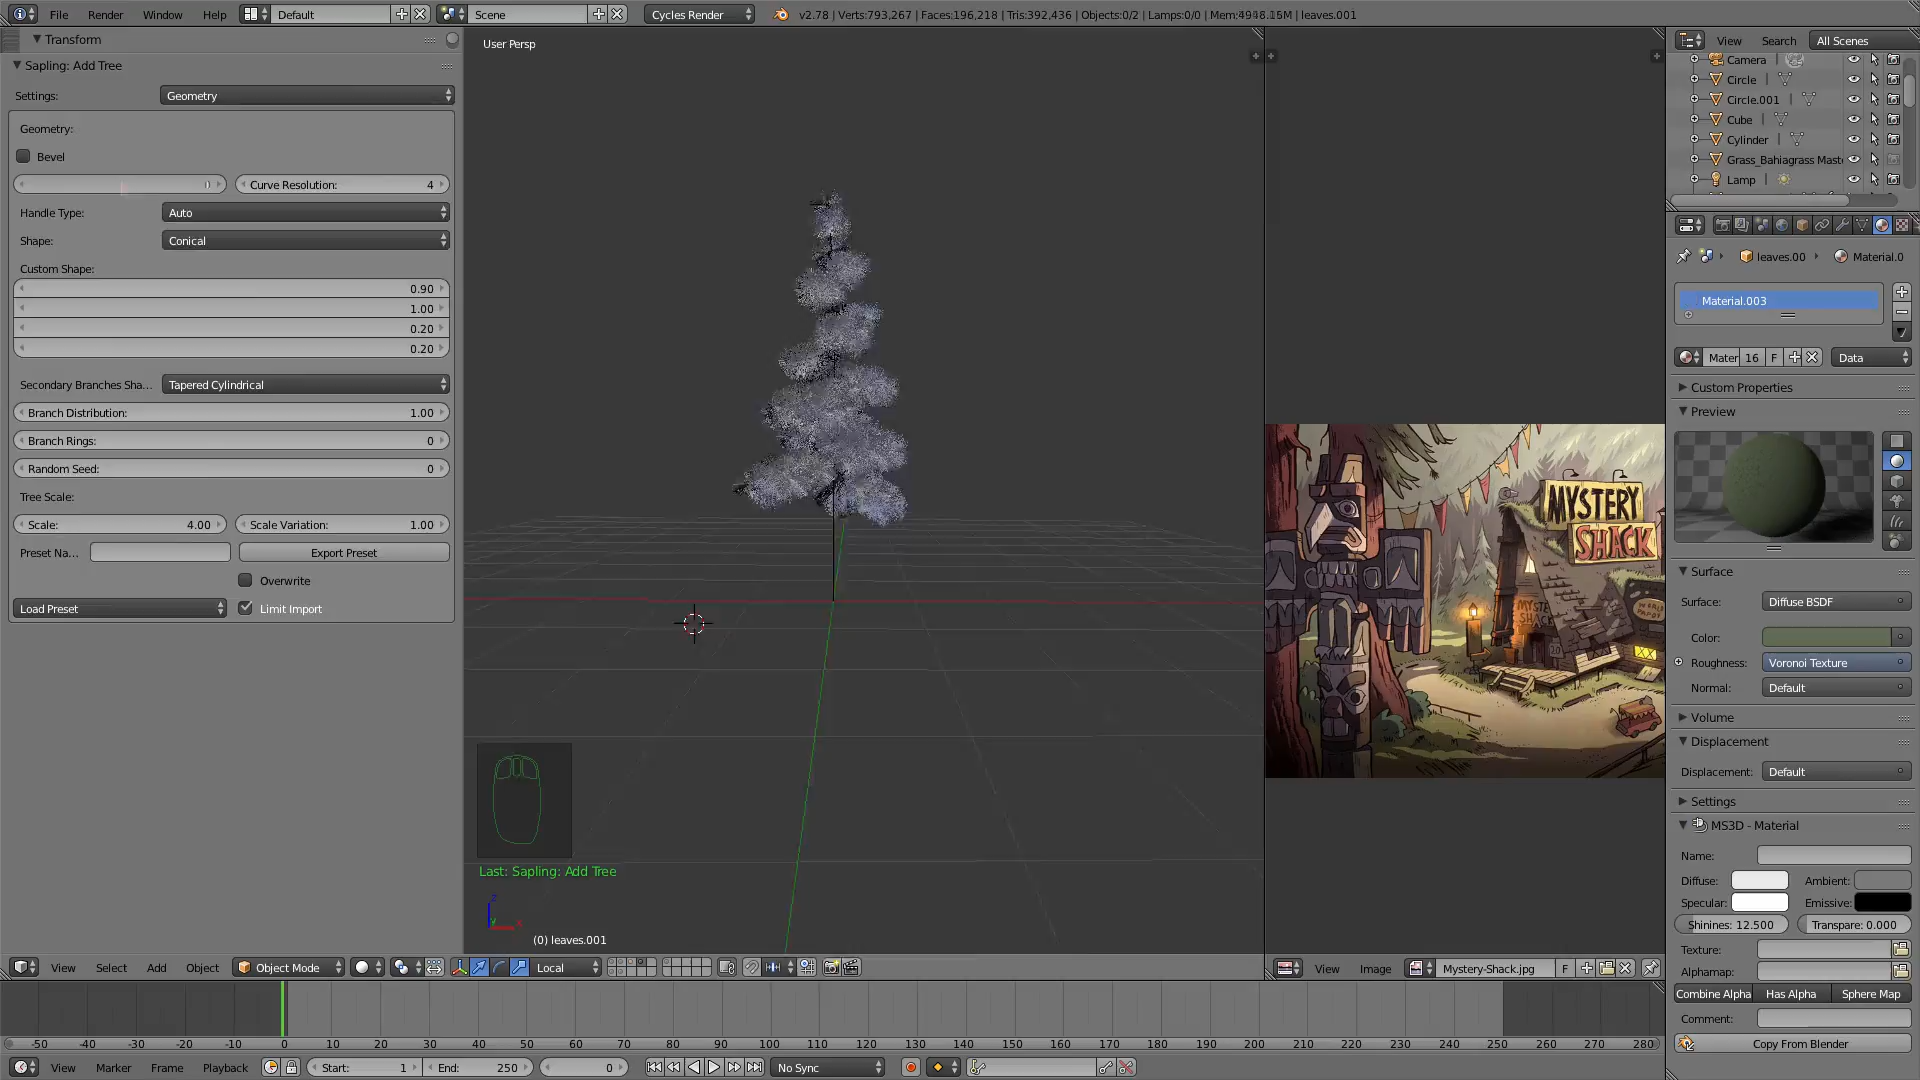 File Render Window Help Default Scene Cycles Render v2.78 | Verts:793,267 | Faces:196,218 | Tris:392,436 | Objects:0/2 | Lamps:0/0 | Mem:4948.15M | leaves.001
Transform
Sapling: Add Tree
Settings: Geometry
Geometry:
Bevel
0 Curve Resolution: 4
Handle Type: Auto
Shape: Conical
Custom Shape:
0.90
1.00
0.20
0.20
Secondary Branches Sha... Tapered Cylindrical
Branch Distribution: 1.00
Branch Rings: 0
Random Seed: 0
Tree Scale:
Scale: 4.00 Scale Variation: 1.00
Preset Na... Export Preset
Overwrite
Load Preset Limit Import
User Persp
Last: Sapling: Add Tree
z
y x
(0) leaves.001
View Select Add Object Object Mode Local
MYSTERY
SHACK
View Image Mystery-Shack.jpg F
View Search All Scenes
Camera
Circle
Circle.001
Cube
Cylinder
Grass_Bahiagrass Mast
Lamp
leaves.00 Material.0
Material.003
Mater 16 F Data
Custom Properties
Preview
Surface
Surface: Diffuse BSDF
Color:
Roughness: Voronoi Texture
Normal: Default
Volume
Displacement
Displacement: Default
Settings
MS3D - Material
Name:
Diffuse: Ambient:
Specular: Emissive:
Shinines: 12.500 Transpare: 0.000
Texture:
Alphamap:
Combine Alpha Has Alpha Sphere Map
Comment:
Copy From Blender
-50 -40 -30 -20 -10 0 10 20 30 40 50 60 70 80 90 100 110 120 130 140 150 160 170 180 190 200 210 220 230 240 250 260 270 280
View Marker Frame Playback Start: 1 End: 250 0 No Sync